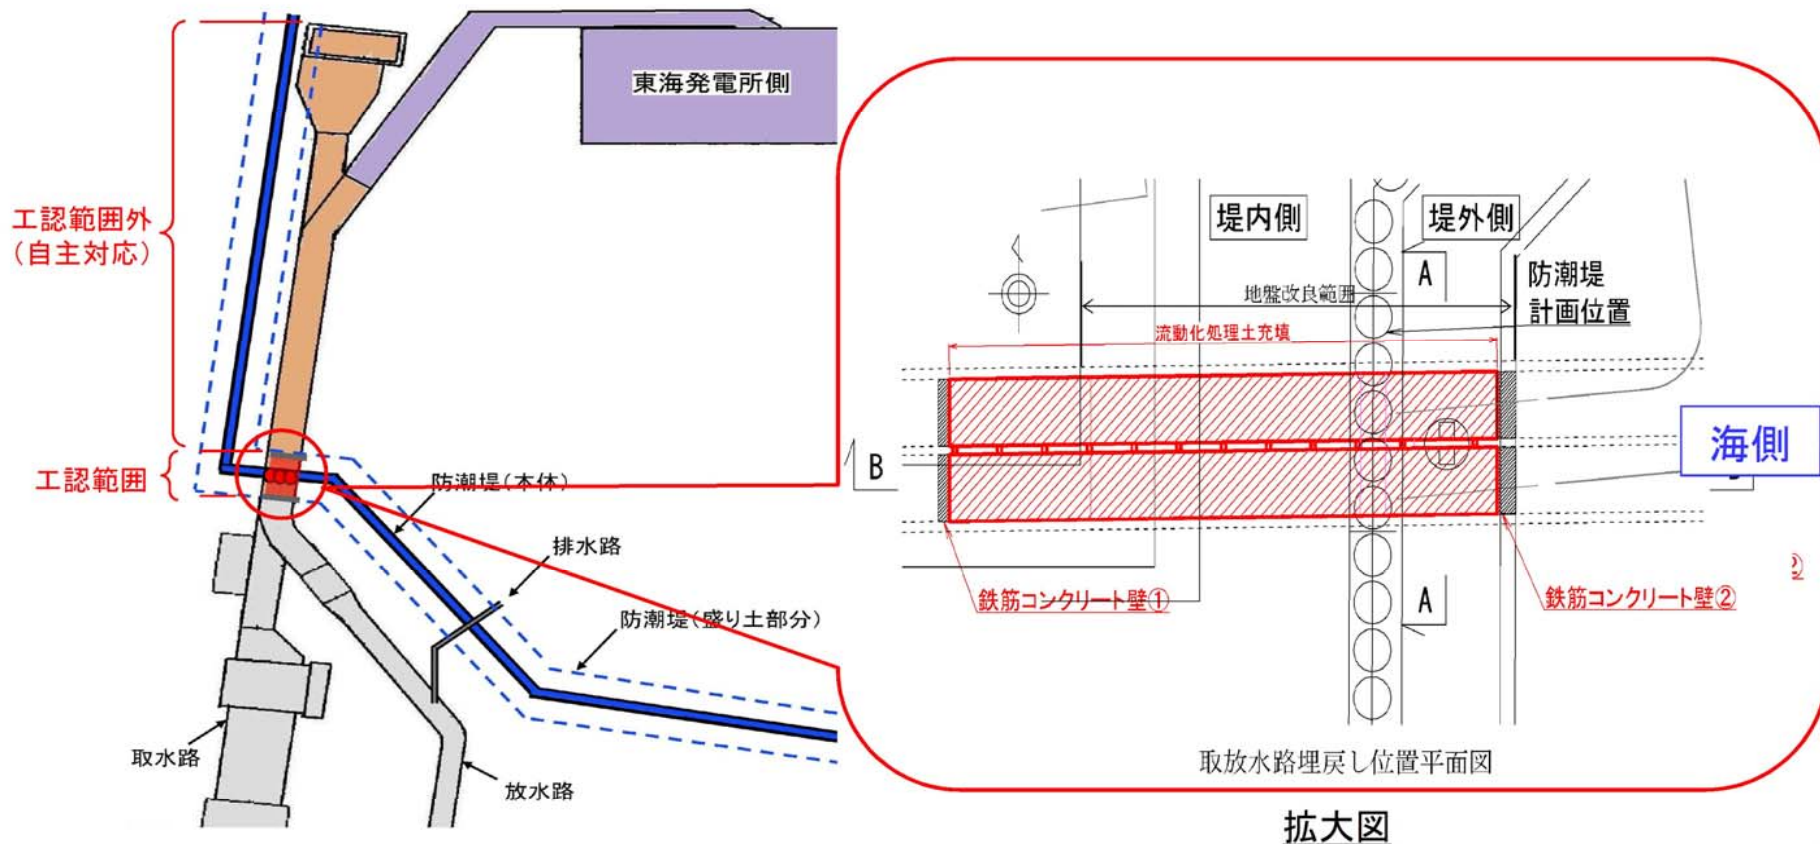 東海発電所側
工認範囲外
(自主対応)
工認範囲
防潮堤(本体)
排水路
防潮堤(盛り土部分)
取水路
放水路
堤内側
堤外側
A
防潮堤
計画位置
地盤改良範囲
流動化処理土充填
B
海側
鉄筋コンクリート壁①
A
鉄筋コンクリート壁②
②
取放水路埋戻し位置平面図
拡大図